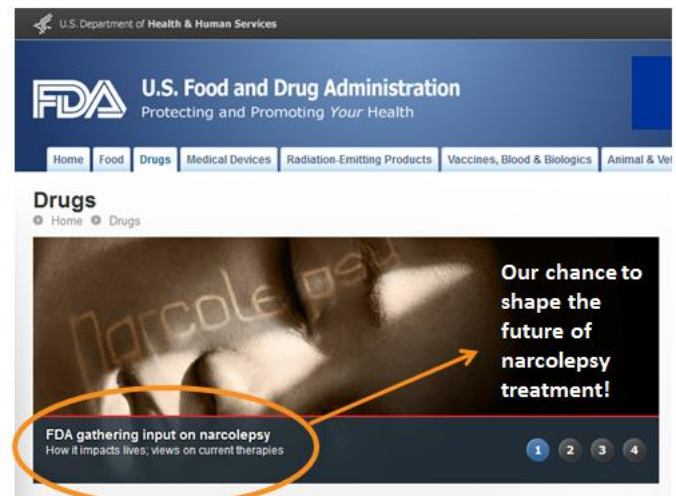 U.S. Department of Health & Human Services
FDA
U.S. Food and Drug Administration
Protecting and Promoting Your Health
Home Food Drugs Medical Devices Radiation-Emitting Products Vaccines, Blood & Biologics Animal &
Drugs
Home Drugs
Narcolepsy
Our chance to
shape the
future of
narcolepsy
treatment!
FDA gathering input on narcolepsy
How it impacts lives; views on current therapies
1 2 3 4